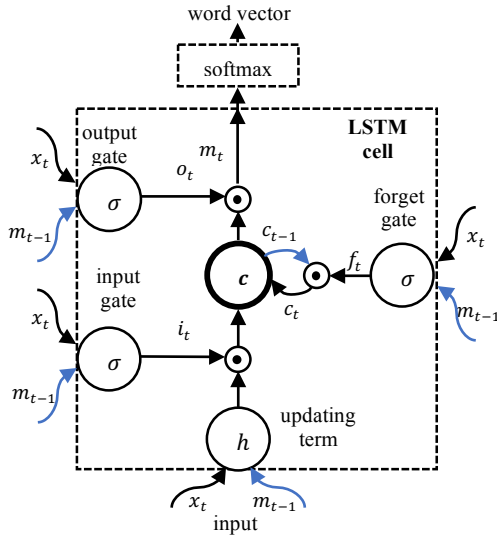 word vector
softmax
LSTM
cell
output
gate
x_t
m_t
o_t
σ
m_{t−1}
forget
gate
x_t
c_{t−1}
f_t
σ
c
c_t
m_{t−1}
input
gate
x_t
i_t
σ
m_{t−1}
updating
term
h
x_t
m_{t−1}
input